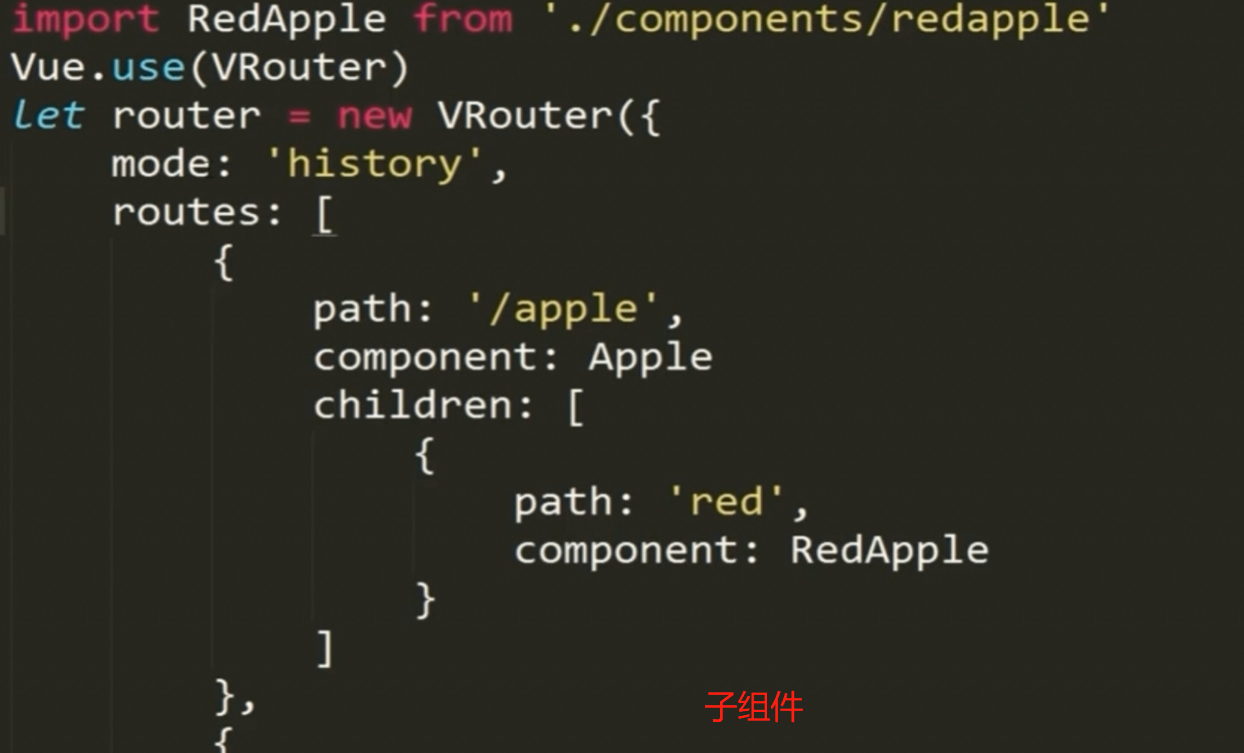 import RedApple from './components/redapple'
Vue.use(VRouter)
let router = new VRouter({
    mode: 'history',
    routes: [
        {
            path: '/apple',
            component: Apple
            children: [
                {
                    path: 'red',
                    component: RedApple
                }
            ]
        },
子组件
        {